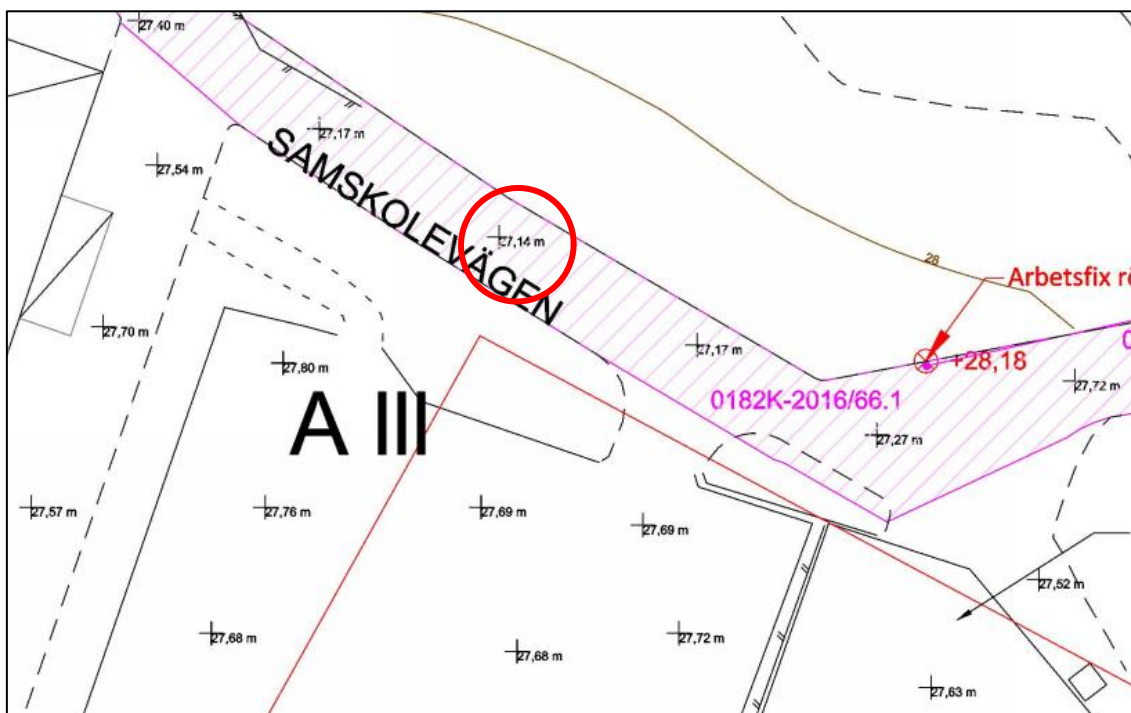 27,40 m
27,17 m
27,54 m
SAMSKOLEVÄGEN
27,14 m
28
Arbetsfix
27,70 m
27,17 m
+28,18
27,80 m
27,72 m
0182K-2016/66.1
A III
27,27 m
27,57 m
27,76 m
27,69 m
27,69 m
27,52 m
27,68 m
27,68 m
27,72 m
27,63 m